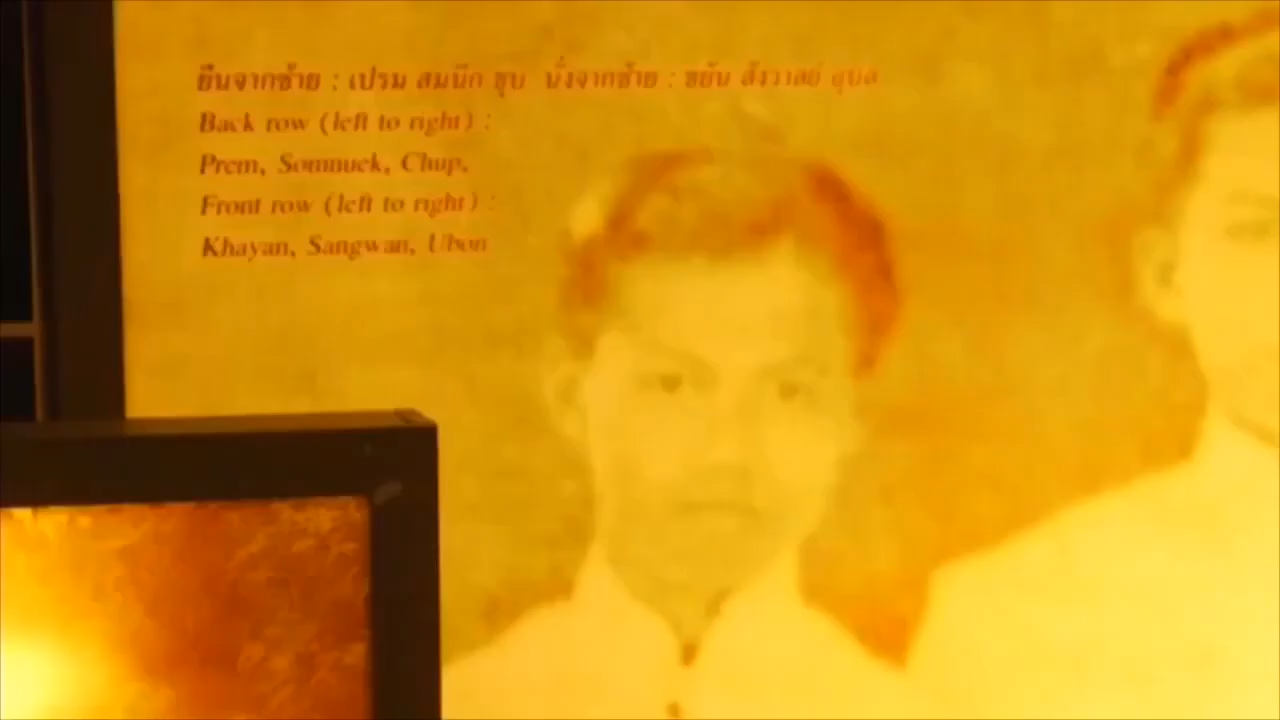 ยืนจากซ้าย : เปรม สมนึก ชุบ นั่งจากซ้าย : ขยัน สังวาลย์ อุบล
Back row (left to right) :
Prem, Somnuek, Chup,
Front row (left to right) :
Khayan, Sangwan, Ubon